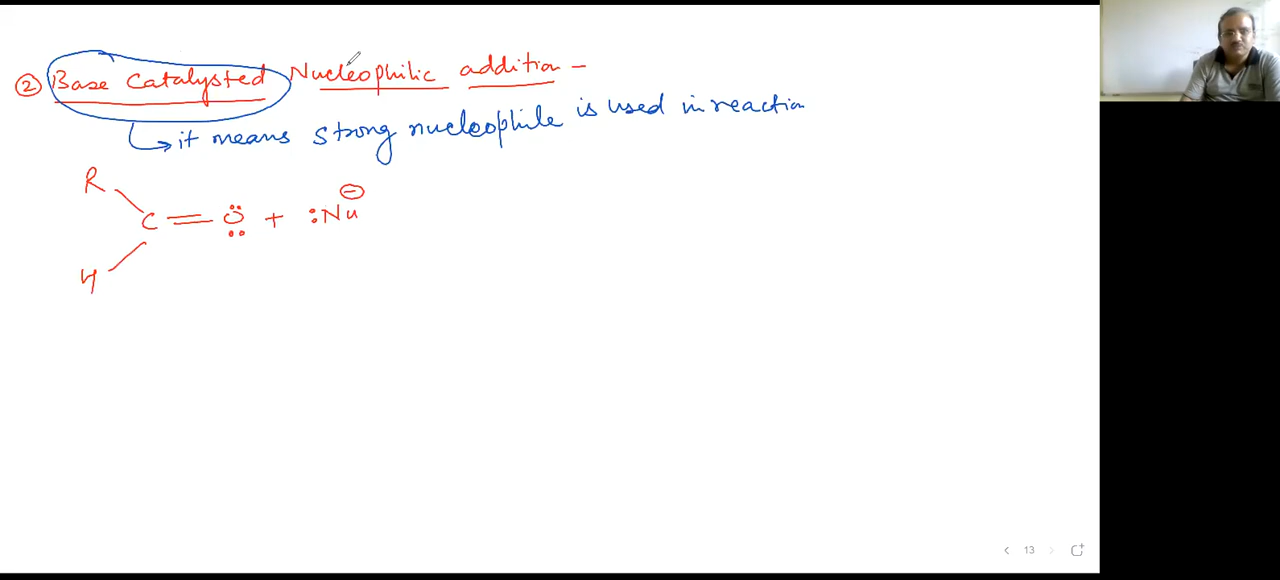 ② Base Catalysted Nucleophilic addition –
↳ it means strong nucleophile is used in reaction
R
C = Ö + :Nu⊖
H
< 13 >